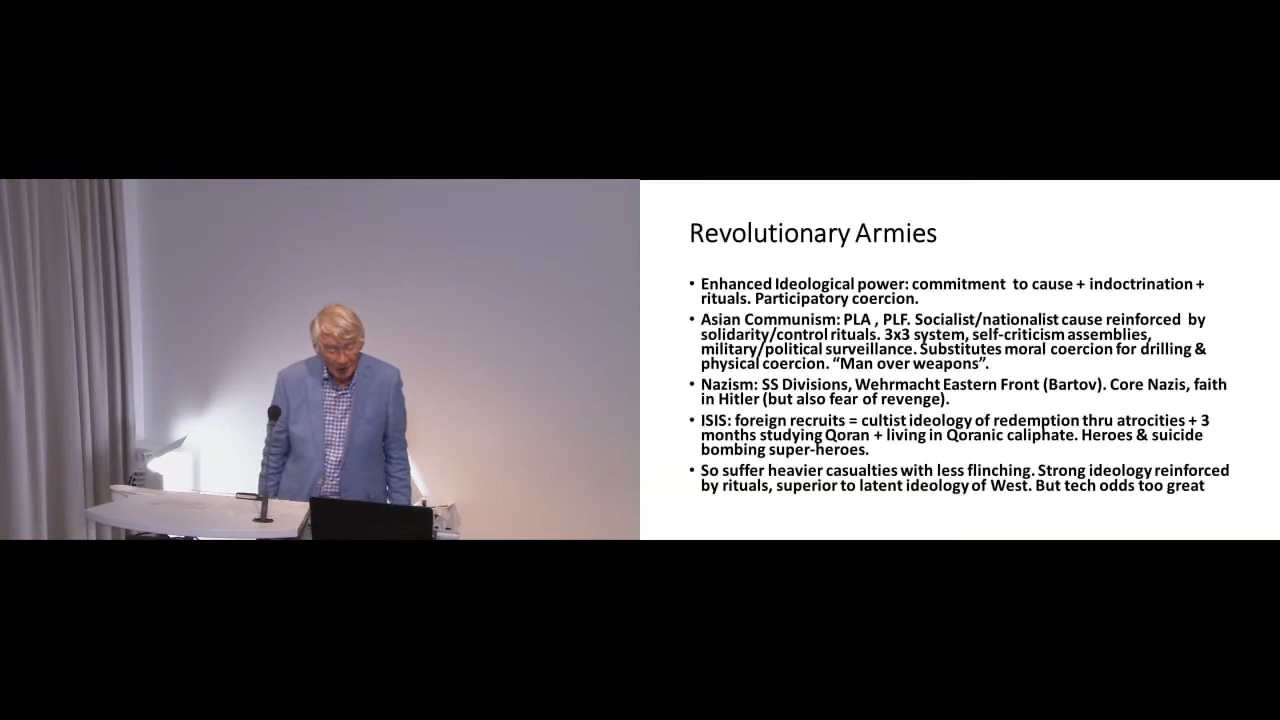 Revolutionary Armies
• Enhanced Ideological power: commitment to cause + indoctrination +
rituals. Participatory coercion.
• Asian Communism: PLA , PLF. Socialist/nationalist cause reinforced by
solidarity/control rituals. 3x3 system, self-criticism assemblies,
military/political surveillance. Substitutes moral coercion for drilling &
physical coercion. “Man over weapons”.
• Nazism: SS Divisions, Wehrmacht Eastern Front (Bartov). Core Nazis, faith
in Hitler (but also fear of revenge).
• ISIS: foreign recruits = cultist ideology of redemption thru atrocities + 3
months studying Qoran + living in Qoranic caliphate. Heroes & suicide
bombing super-heroes.
• So suffer heavier casualties with less flinching. Strong ideology reinforced
by rituals, superior to latent ideology of West. But tech odds too great